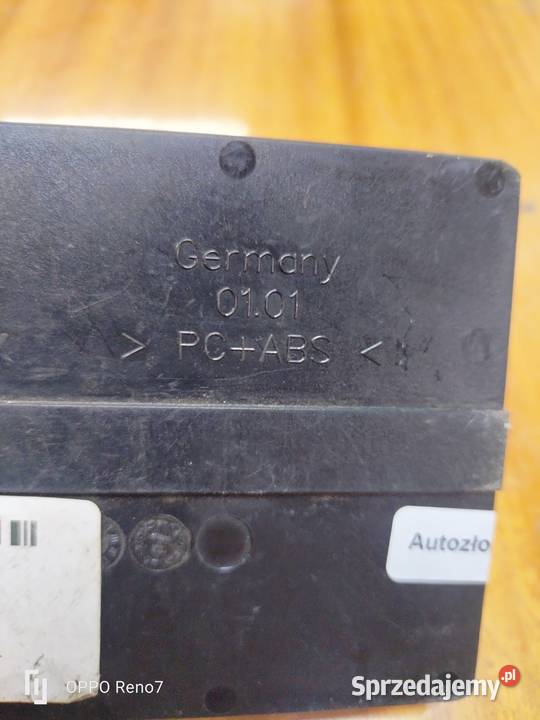 Germany
01.01
> PC+ABS <
Autozło
OPPO Reno7
Sprzedajemy.pl